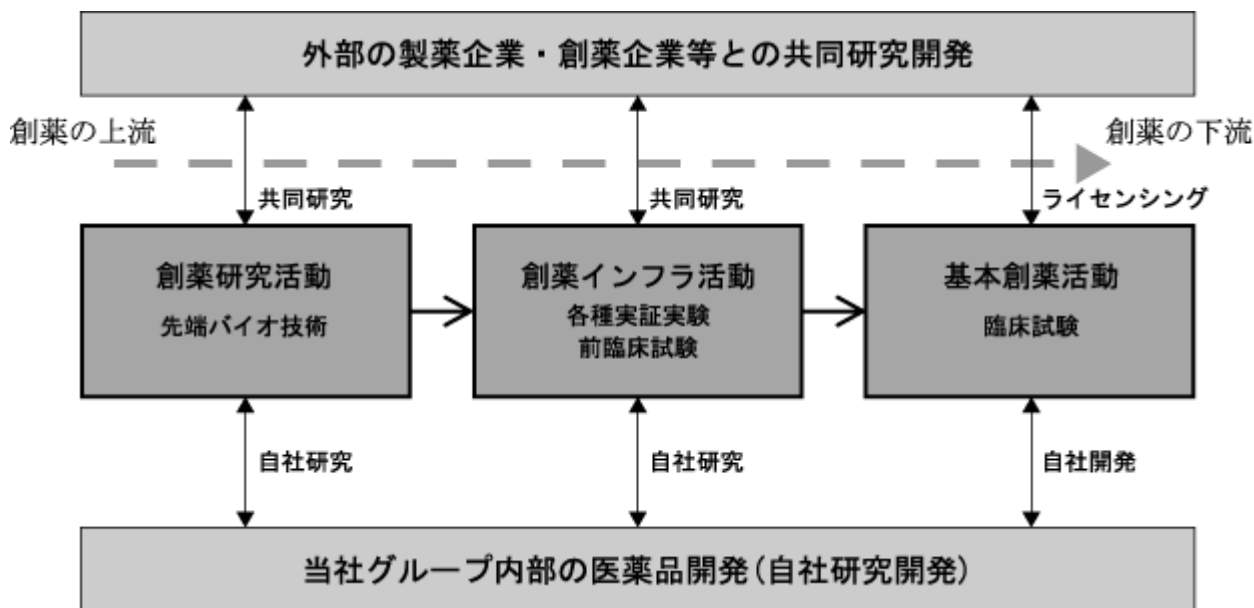 外部の製薬企業・創薬企業等との共同研究開発
創薬の上流
創薬の下流
共同研究
共同研究
ライセンシング
創薬研究活動
先端バイオ技術
創薬インフラ活動
各種実証実験
前臨床試験
基本創薬活動
臨床試験
自社研究
自社研究
自社開発
当社グループ内部の医薬品開発(自社研究開発)